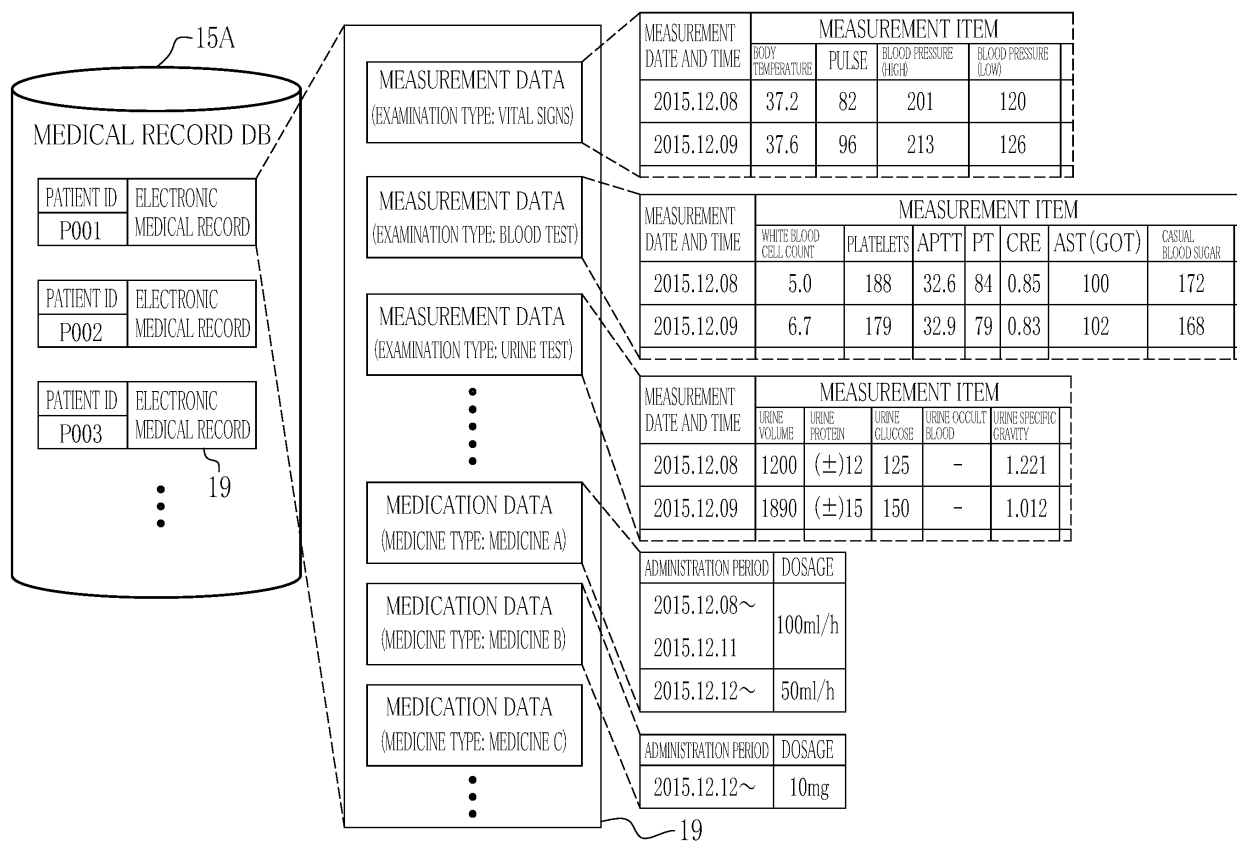 15A
MEDICAL RECORD DB
PATIENT ID
P001
ELECTRONIC
MEDICAL RECORD
PATIENT ID
P002
ELECTRONIC
MEDICAL RECORD
PATIENT ID
P003
ELECTRONIC
MEDICAL RECORD
19
MEASUREMENT DATA
(EXAMINATION TYPE: VITAL SIGNS)
MEASUREMENT DATA
(EXAMINATION TYPE: BLOOD TEST)
MEASUREMENT DATA
(EXAMINATION TYPE: URINE TEST)
MEDICATION DATA
(MEDICINE TYPE: MEDICINE A)
MEDICATION DATA
(MEDICINE TYPE: MEDICINE B)
MEDICATION DATA
(MEDICINE TYPE: MEDICINE C)
19
MEASUREMENT
DATE AND TIME
MEASUREMENT ITEM
BODY
TEMPERATURE
PULSE
BLOOD PRESSURE
(HIGH)
BLOOD PRESSURE
(LOW)
2015.12.08 37.2 82 201 120
2015.12.09 37.6 96 213 126
MEASUREMENT
DATE AND TIME
MEASUREMENT ITEM
WHITE BLOOD
CELL COUNT
PLATELETS APTT PT CRE AST (GOT)
CASUAL
BLOOD SUGAR
2015.12.08 5.0 188 32.6 84 0.85 100 172
2015.12.09 6.7 179 32.9 79 0.83 102 168
MEASUREMENT
DATE AND TIME
MEASUREMENT ITEM
URINE
VOLUME
URINE
PROTEIN
URINE
GLUCOSE
URINE OCCULT
BLOOD
URINE SPECIFIC
GRAVITY
2015.12.08 1200 (±)12 125 − 1.221
2015.12.09 1890 (±)15 150 − 1.012
ADMINISTRATION PERIOD DOSAGE
2015.12.08～
2015.12.11
100ml/h
2015.12.12～ 50ml/h
ADMINISTRATION PERIOD DOSAGE
2015.12.12～ 10mg